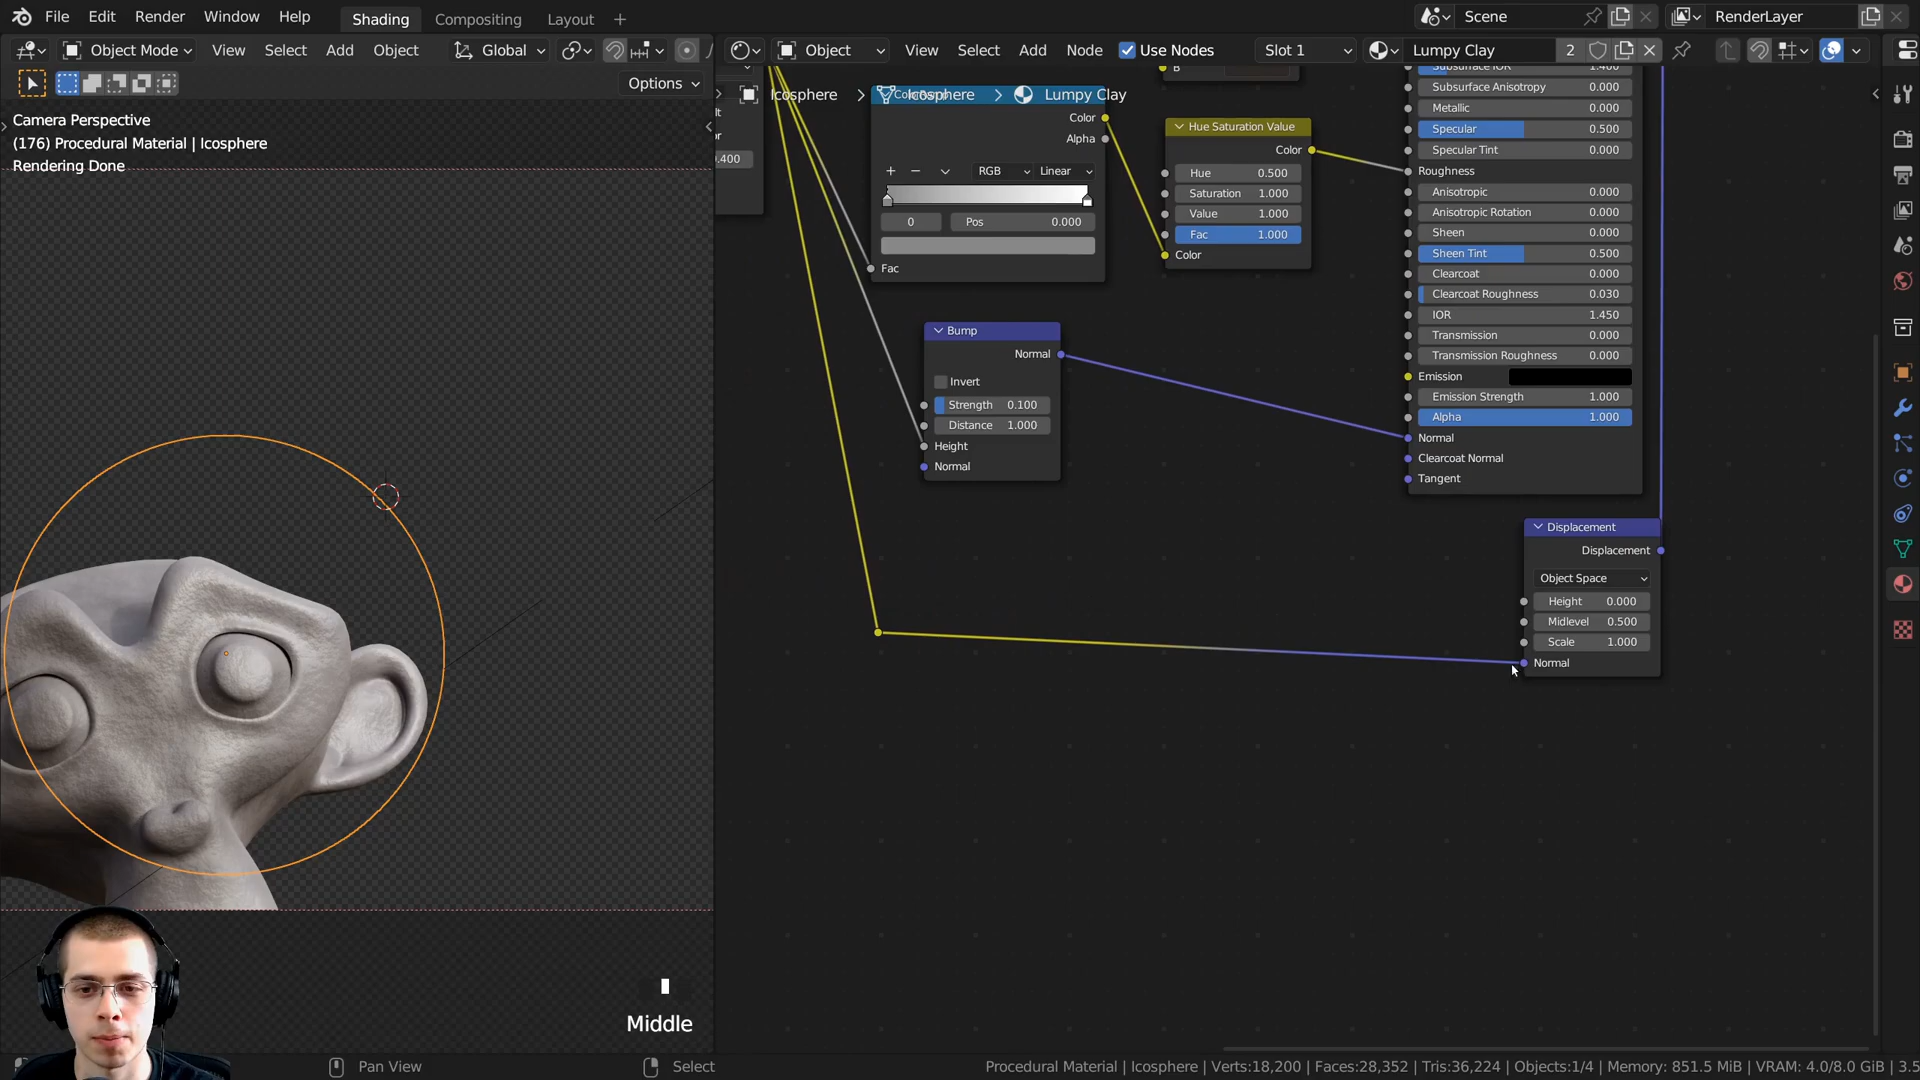 File Edit Render Window Help Shading Compositing Layout + Scene RenderLayer
Object Mode View Select Add Object Global Object View Select Add Node Use Nodes Slot 1 Lumpy Clay 2
Options
Icosphere > Icosphere > Lumpy Clay
Camera Perspective
(176) Procedural Material | Icosphere
Rendering Done
.400
Color
Alpha
+ − RGB Linear
0 Pos 0.000
Fac
B
Hue Saturation Value
Color
Hue 0.500
Saturation 1.000
Value 1.000
Fac 1.000
Color
Subsurface IOR 1.400
Subsurface Anisotropy 0.000
Metallic 0.000
Specular 0.500
Specular Tint 0.000
Roughness
Anisotropic 0.000
Anisotropic Rotation 0.000
Sheen 0.000
Sheen Tint 0.500
Clearcoat 0.000
Clearcoat Roughness 0.030
IOR 1.450
Transmission 0.000
Transmission Roughness 0.000
Emission
Emission Strength 1.000
Alpha 1.000
Normal
Clearcoat Normal
Tangent
Bump
Normal
Invert
Strength 0.100
Distance 1.000
Height
Normal
Displacement
Displacement
Object Space
Height 0.000
Midlevel 0.500
Scale 1.000
Normal
Middle
Pan View Select Procedural Material | Icosphere | Verts:18,200 | Faces:28,352 | Tris:36,224 | Objects:1/4 | Memory: 851.5 MiB | VRAM: 4.0/8.0 GiB | 3.5